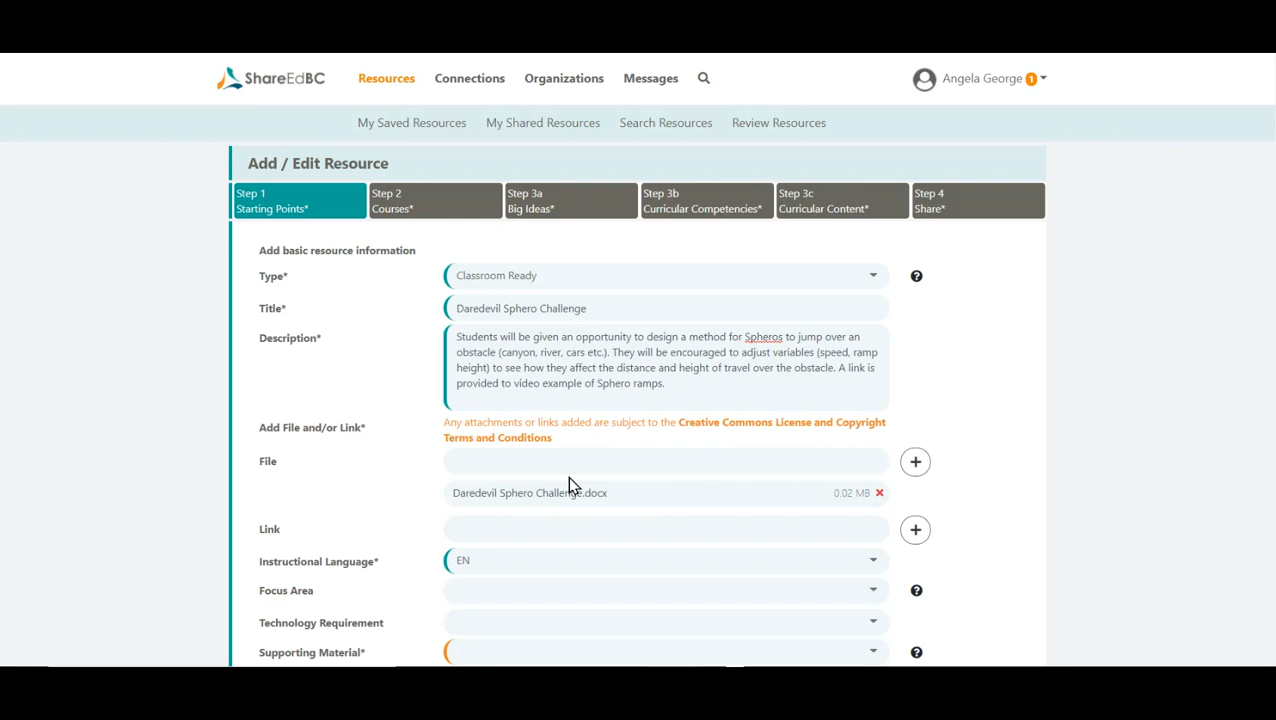 ShareEdBC Resources Connections Organizations Messages Angela George 1
My Saved Resources My Shared Resources Search Resources Review Resources
Add / Edit Resource
Step 1 Step 2 Step 3a Step 3b Step 3c Step 4
Starting Points* Courses* Big Ideas* Curricular Competencies* Curricular Content* Share*
Add basic resource information
Type* Classroom Ready ?
Title* Daredevil Sphero Challenge
Description* Students will be given an opportunity to design a method for Spheros to jump over an
obstacle (canyon, river, cars etc.). They will be encouraged to adjust variables (speed, ramp
height) to see how they affect the distance and height of travel over the obstacle. A link is
provided to video example of Sphero ramps.
Add File and/or Link* Any attachments or links added are subject to the Creative Commons License and Copyright
Terms and Conditions
File +
Daredevil Sphero Challenge.docx 0.02 MB
Link +
Instructional Language* EN
Focus Area ?
Technology Requirement
Supporting Material* ?